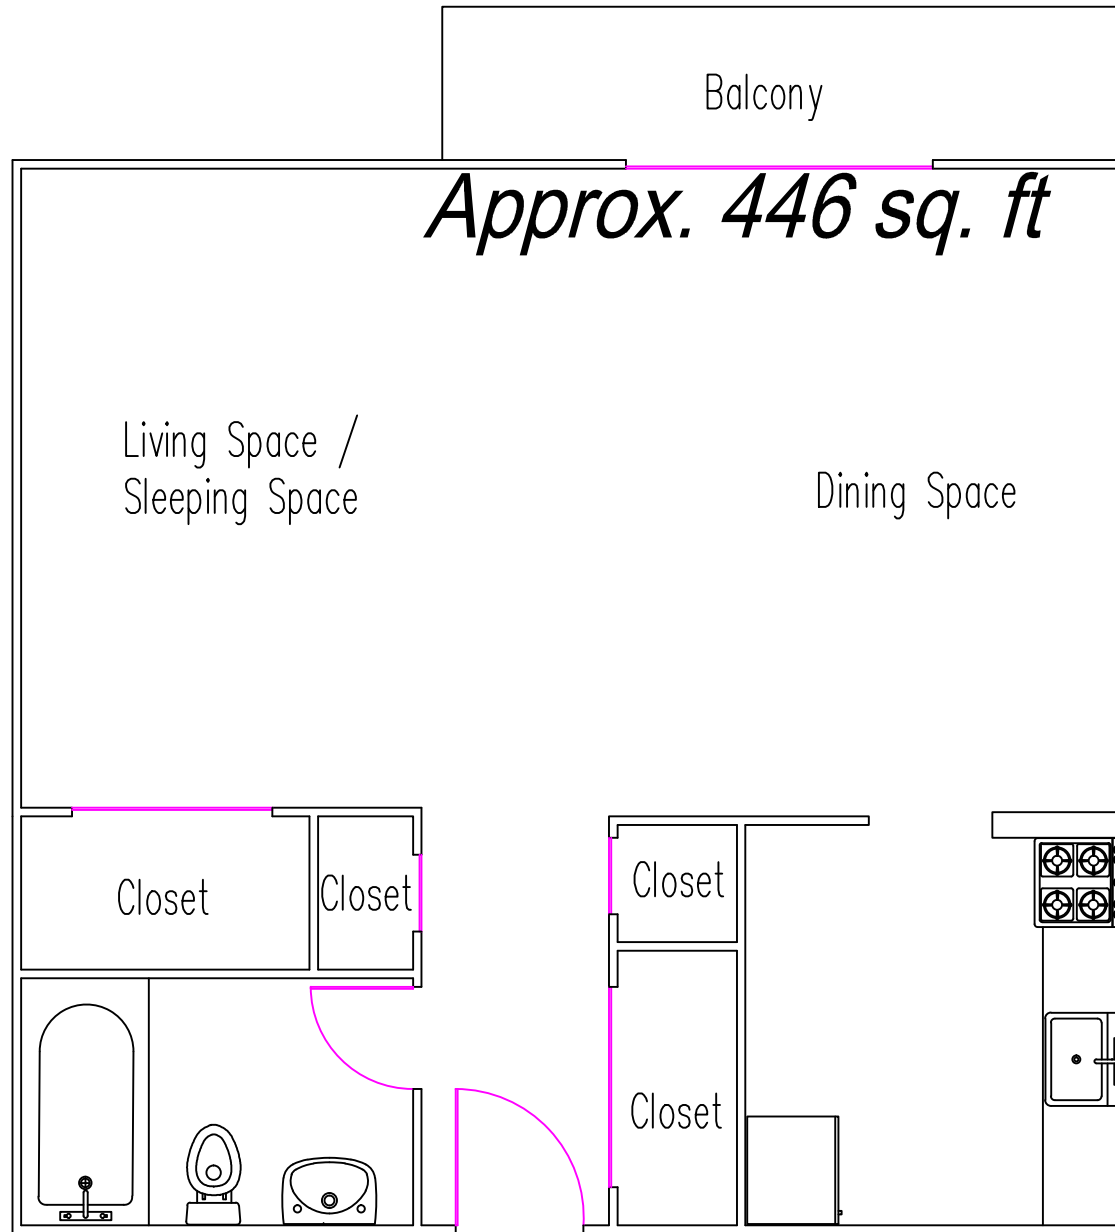 Balcony
Approx. 446 sq. ft
Living Space /
Sleeping Space
Dining Space
Closet
Closet
Closet
Closet